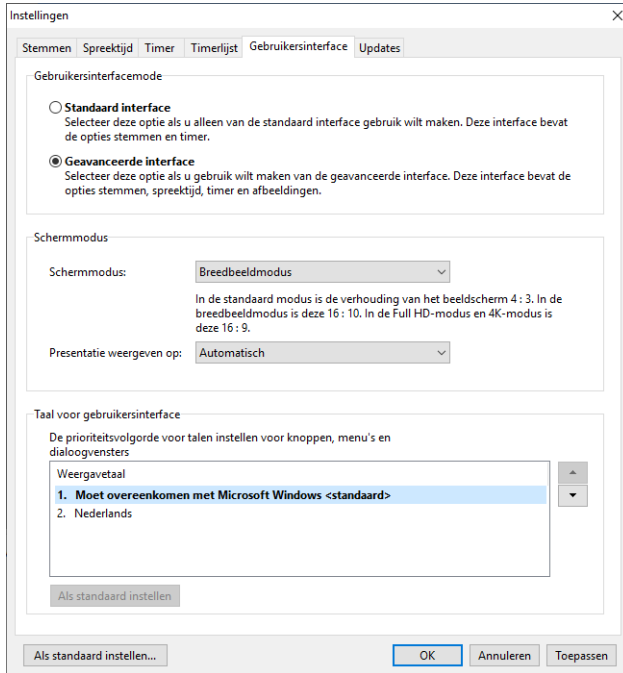 Instellingen
Stemmen Spreektijd Timer Timerlijst Gebruikersinterface Updates
Gebruikersinterfacemode
Standaard interface
Selecteer deze optie als u alleen van de standaard interface gebruik wilt maken. Deze interface bevat
de opties stemmen en timer.
Geavanceerde interface
Selecteer deze optie als u gebruik wilt maken van de geavanceerde interface. Deze interface bevat de
opties stemmen, spreektijd, timer en afbeeldingen.
Schermmodus
Schermmodus: Breedbeeldmodus
In de standaard modus is de verhouding van het beeldscherm 4 : 3. In de
breedbeeldmodus is deze 16 : 10. In de Full HD-modus en 4K-modus is
deze 16 : 9.
Presentatie weergeven op: Automatisch
Taal voor gebruikersinterface
De prioriteitsvolgorde voor talen instellen voor knoppen, menu's en
dialoogvensters
Weergavetaal
1. Moet overeenkomen met Microsoft Windows <standaard>
2. Nederlands
Als standaard instellen
Als standaard instellen... OK Annuleren Toepassen